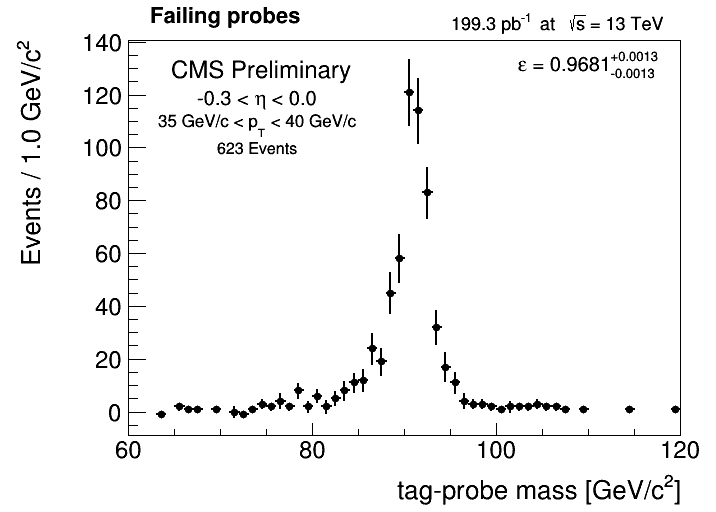 Failing probes
199.3 pb⁻¹ at √s = 13 TeV
CMS Preliminary
ε = 0.9681 +0.0013 -0.0013
-0.3 < η < 0.0
35 GeV/c < p_T < 40 GeV/c
623 Events
Events / 1.0 GeV/c²
140
120
100
80
60
40
20
0
60 80 100 120
tag-probe mass [GeV/c²]